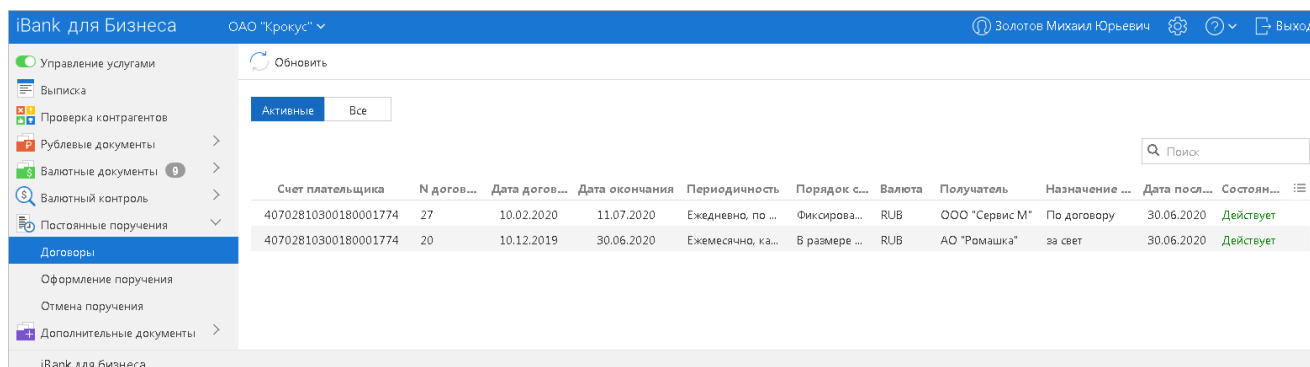 iBank для Бизнеса ОАО "Крокус" Золотов Михаил Юрьевич Выход
Управление услугами
Обновить
Выписка
Проверка контрагентов
Активные Все
Рублевые документы
Поиск
Валютные документы 9
Валютный контроль
Счет плательщика N догов... Дата догов... Дата окончания Периодичность Порядок с... Валюта Получатель Назначение ... Дата посл... Состоян...
Постоянные поручения
40702810300180001774 27 10.02.2020 11.07.2020 Ежедневно, по ... Фиксирова... RUB ООО "Сервис М" По договору 30.06.2020 Действует
40702810300180001774 20 10.12.2019 30.06.2020 Ежемесячно, ка... В размере ... RUB АО "Ромашка" за свет 30.06.2020 Действует
Договоры
Оформление поручения
Отмена поручения
Дополнительные документы
iBank для бизнеса